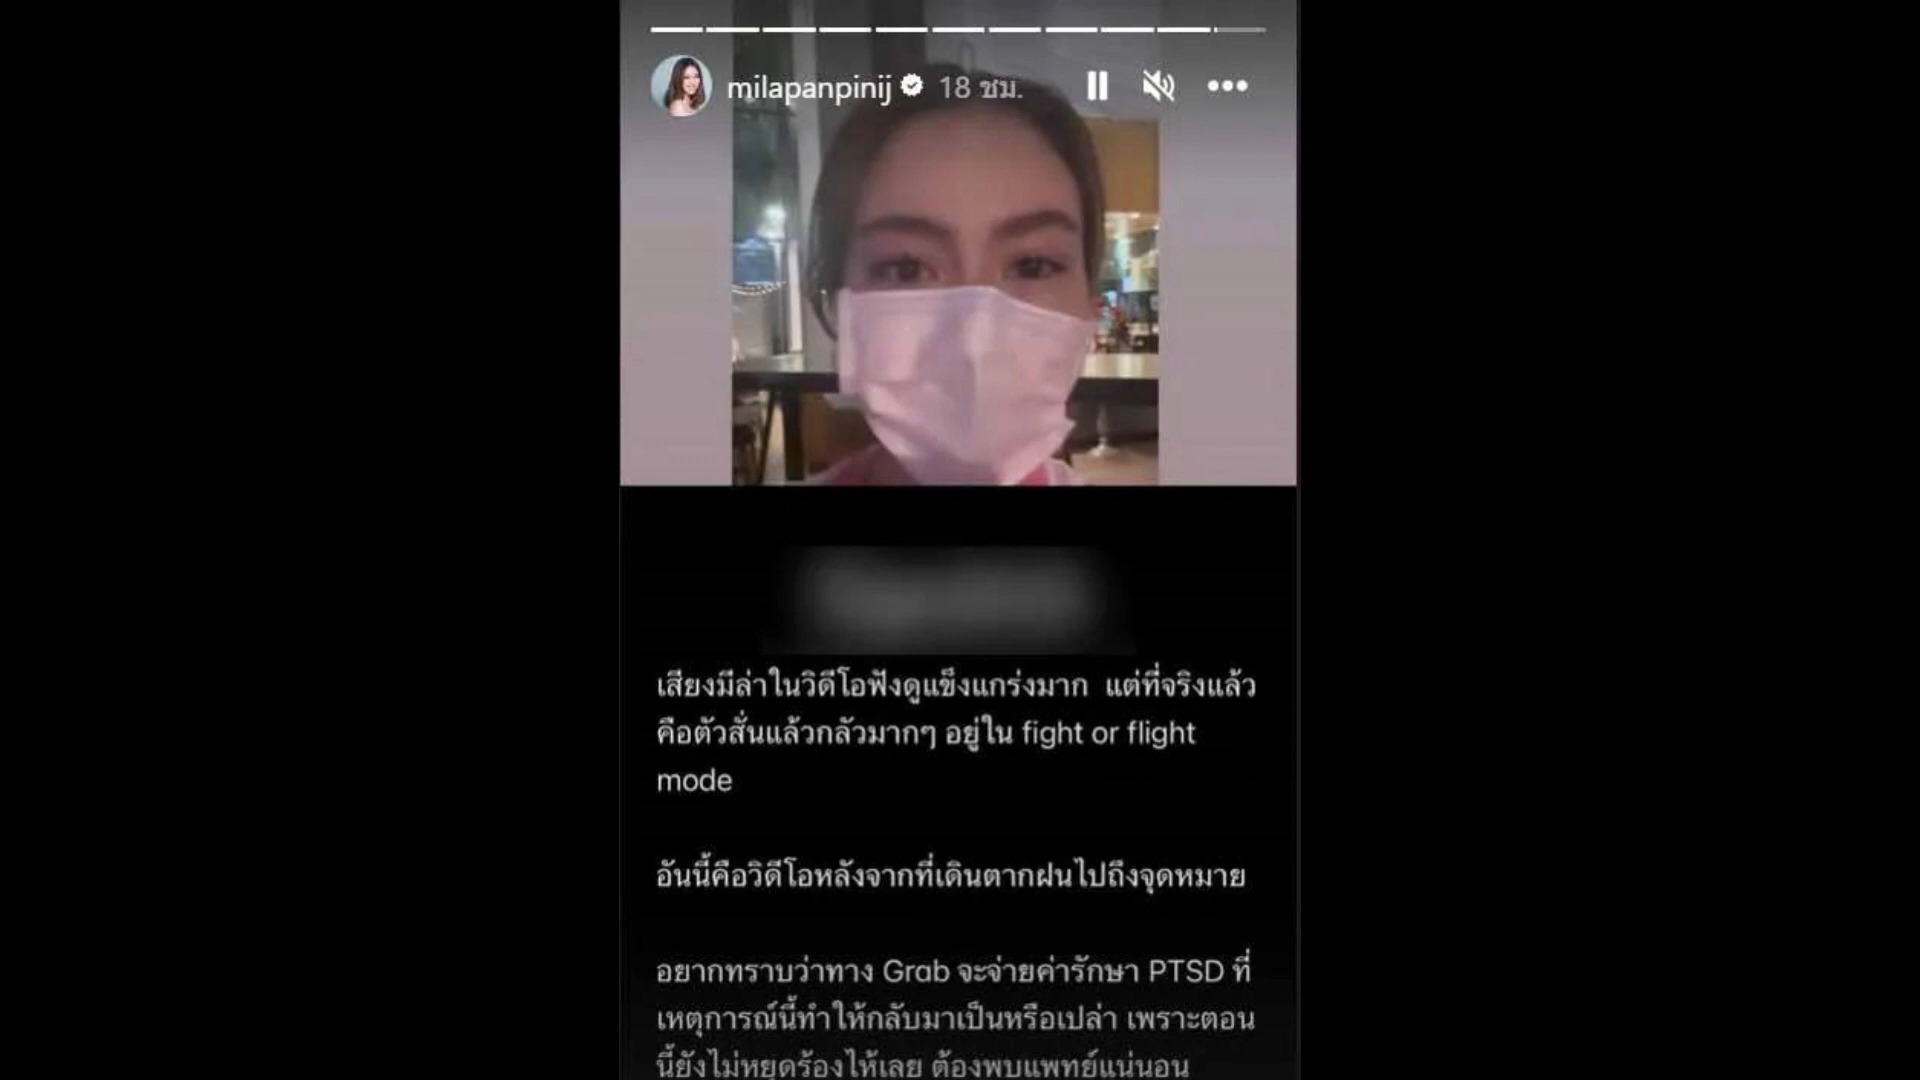 milapanpinij 18 ชม.
เสียงมีล่าในวิดีโอฟังดูแข็งแกร่งมาก แต่ที่จริงแล้ว
คือตัวสั่นแล้วกลัวมากๆ อยู่ใน fight or flight
mode
อันนี้คือวิดีโอหลังจากที่เดินตากฝนไปถึงจุดหมาย
อยากทราบว่าทาง Grab จะจ่ายค่ารักษา PTSD ที่
เหตุการณ์นี้ทำให้กลับมาเป็นหรือเปล่า เพราะตอน
นี้ยังไม่หยุดร้องไห้เลย ต้องพบแพทย์แน่นอน